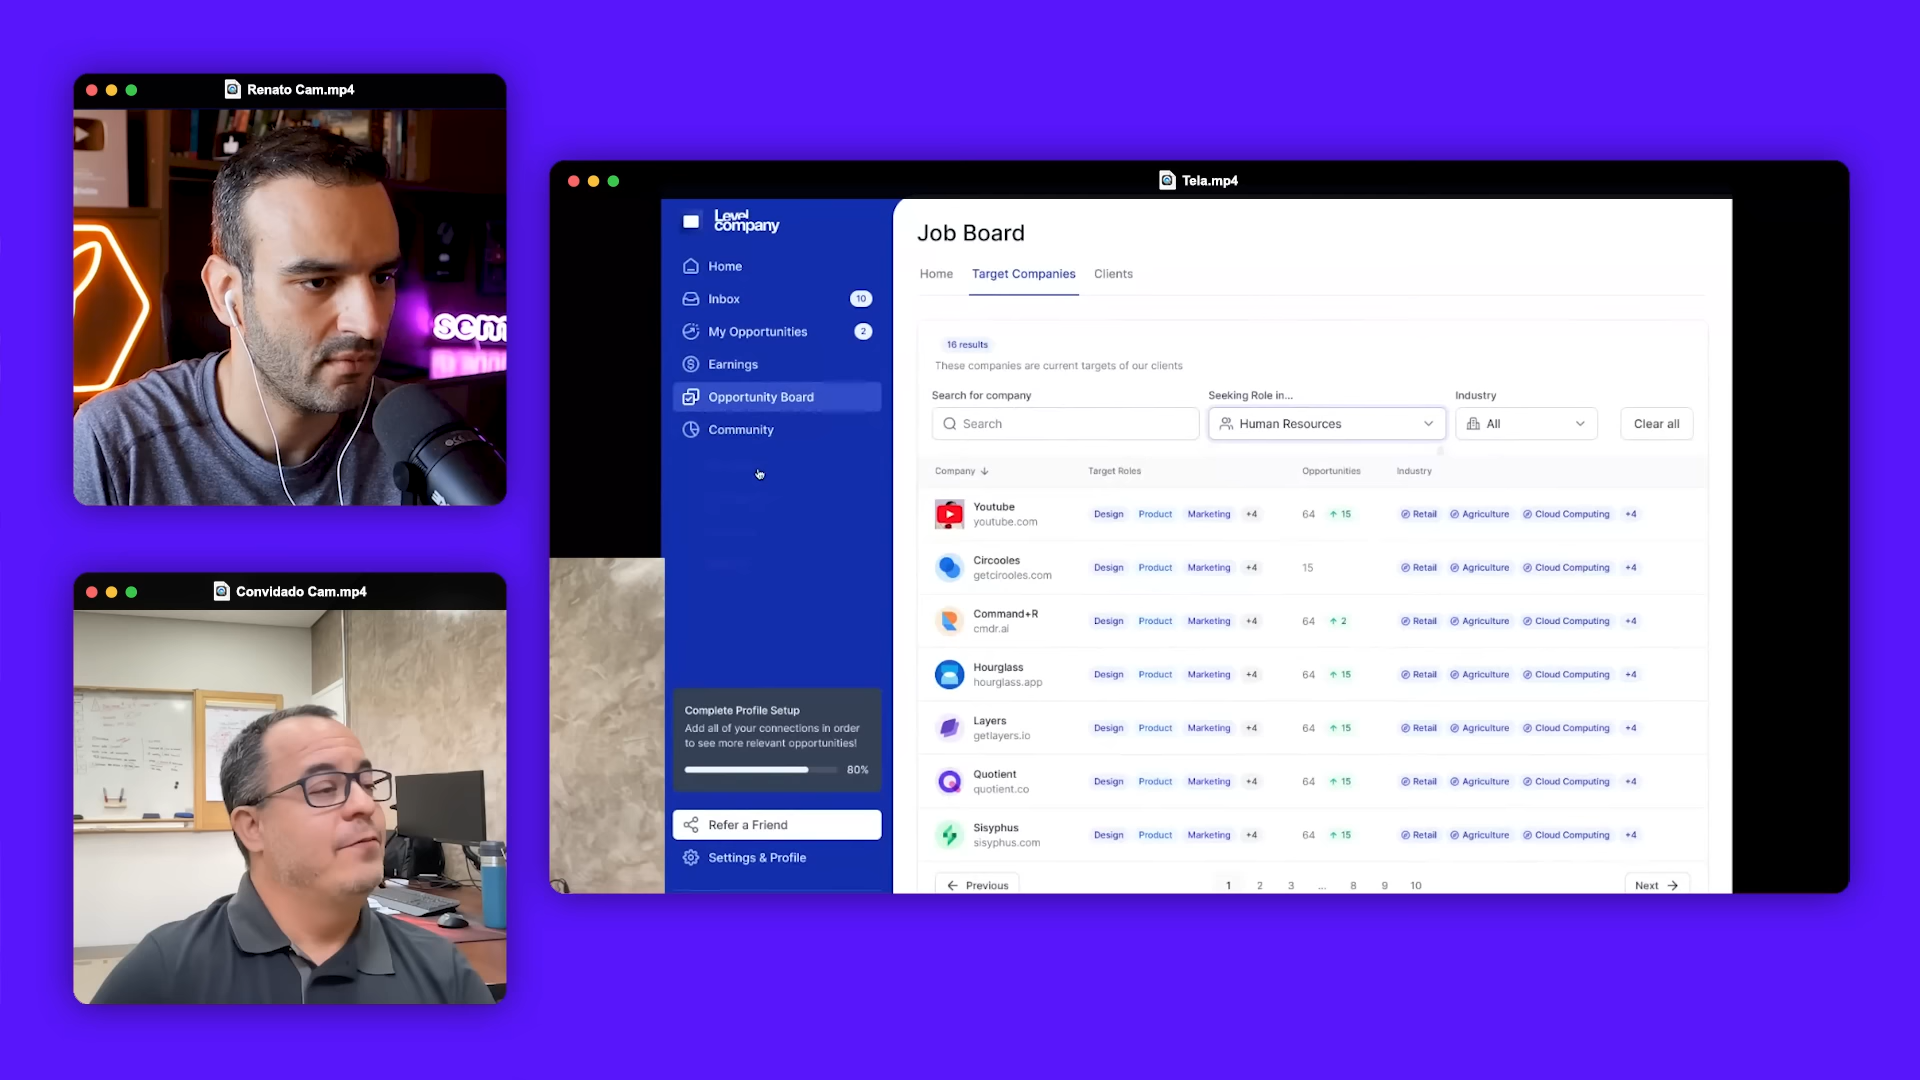 Renato Cam.mp4
Convidado Cam.mp4
Tela.mp4
Level company
Home
Inbox 10
My Opportunities 2
Earnings
Opportunity Board
Community
Complete Profile Setup
Add all of your connections in order
to see more relevant opportunities!
80%
Refer a Friend
Settings & Profile
Job Board
Home Target Companies Clients
16 results
These companies are current targets of our clients
Search for company Seeking Role in... Industry
Search Human Resources All Clear all
Company Target Roles Opportunities Industry
Youtube
youtube.com
Design Product Marketing +4 64 15 Retail Agriculture Cloud Computing +4
Circooles
getcirooles.com
Design Product Marketing +4 15 Retail Agriculture Cloud Computing +4
Command+R
cmdr.ai
Design Product Marketing +4 64 2 Retail Agriculture Cloud Computing +4
Hourglass
hourglass.app
Design Product Marketing +4 64 15 Retail Agriculture Cloud Computing +4
Layers
getlayers.io
Design Product Marketing +4 64 15 Retail Agriculture Cloud Computing +4
Quotient
quotient.co
Design Product Marketing +4 64 15 Retail Agriculture Cloud Computing +4
Sisyphus
sisyphus.com
Design Product Marketing +4 64 15 Retail Agriculture Cloud Computing +4
Previous 1 2 3 ... 8 9 10 Next